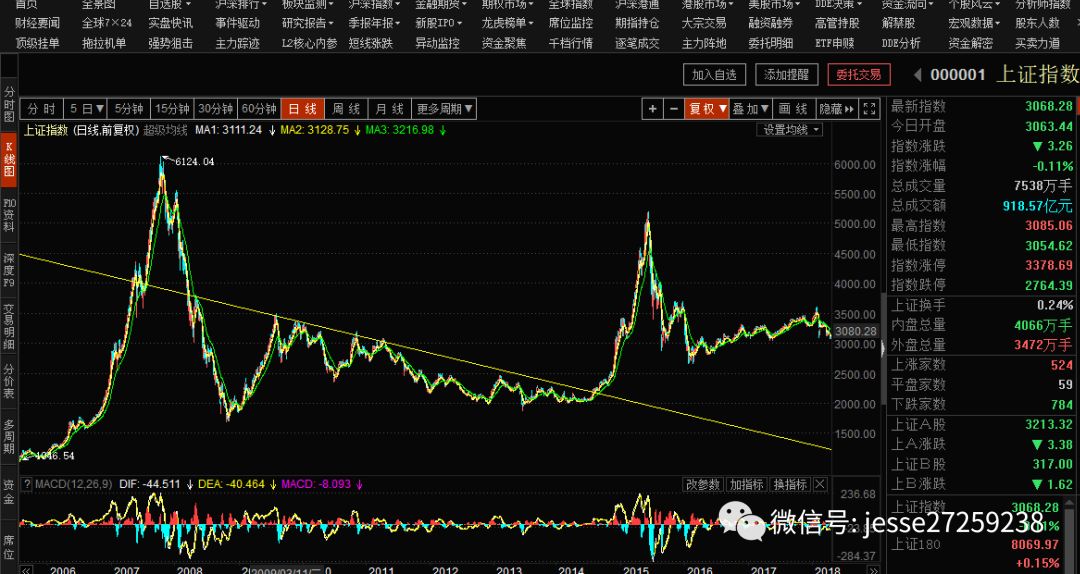 首页 全景图 自选股 沪深排行 板块监测 沪深指数 金融期货 期权市场 全球指数 沪深港通 港股市场 美股市场 DDE决策 资金流向 个股风云 分析师指数
财经要闻 全球7×24 实盘快讯 事件驱动 研究报告 季报年报 新股IPO 龙虎榜单 席位监控 期指持仓 大宗交易 融资融券 高管持股 解禁股 宏观数据 股东人数
顶级挂单 拖拉机单 强势狙击 主力踪迹 L2核心内参 短线涨跌 异动监控 资金聚焦 千档行情 逐笔成交 主力阵地 委托明细 ETF申赎 DDE分析 资金解密 买卖力道
加入自选 添加提醒 委托交易 000001 上证指数
分时 5日 5分钟 15分钟 30分钟 60分钟 日线 周线 月线 更多周期 + − 复权 叠加 画线 隐藏
上证指数 (日线,前复权) 超级均线 MA1: 3111.24 ↓ MA2: 3128.75 ↓ MA3: 3216.98 ↓ 设置均线
分时图
K线图
F10资料
深度F9
交易明细
分价表
多周期
资金
席位
6124.04
4046.54
6000.00
5500.00
5000.00
4500.00
4000.00
3500.00
3080.28
3000.00
2500.00
2000.00
1500.00
? MACD(12,26,9) DIF: -44.511 ↓ DEA: -40.464 ↓ MACD: -8.093 ↓ 改参数 加指标 换指标
236.68
-284.37
2006 2007 2008 2009/03/11/三 2011 2012 2013 2014 2015 2016 2017 2018
最新指数 3068.28
今日开盘 3063.44
指数涨跌 ▼ 3.26
指数涨幅 -0.11%
总成交量 7538万手
总成交额 918.57亿元
最高指数 3085.06
最低指数 3054.62
指数涨停 3378.69
指数跌停 2764.39
上证换手 0.24%
内盘总量 4066万手
外盘总量 3472万手
上涨家数 524
平盘家数 59
下跌家数 784
上证A股 3213.32
上A涨跌 ▼ 3.38
上证B股 317.00
上B涨跌 ▼ 1.62
上证指数 3068.28
上证180 8069.97
+0.15%
微信号: jesse27259238